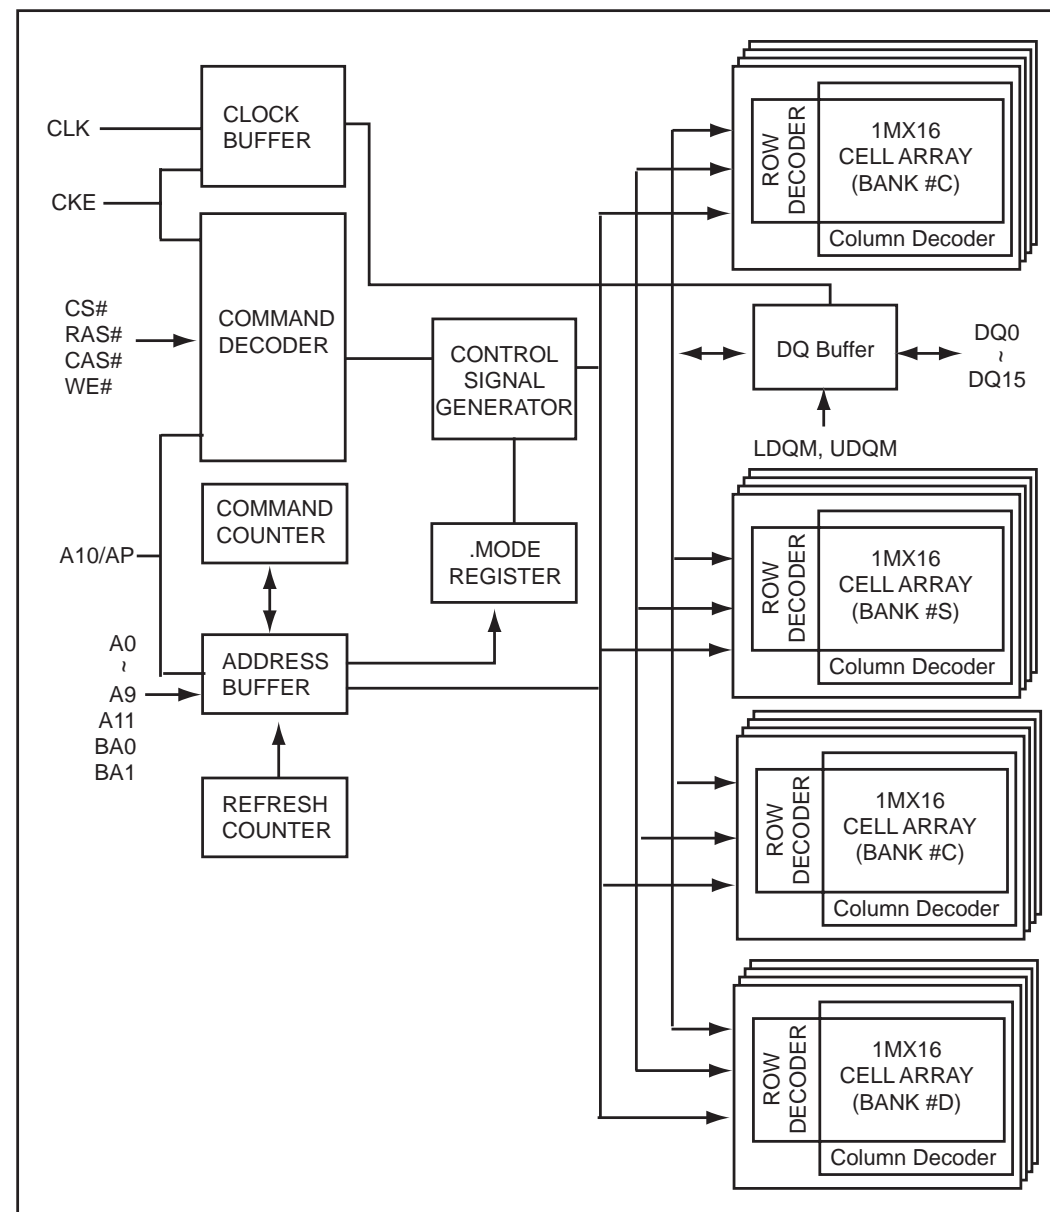 CLK
CKE
CS#
RAS#
CAS#
WE#
A10/AP
A0
~
A9
A11
BA0
BA1
CLOCK
BUFFER
COMMAND
DECODER
COMMAND
COUNTER
ADDRESS
BUFFER
REFRESH
COUNTER
CONTROL
SIGNAL
GENERATOR
.MODE
REGISTER
ROW
DECODER
1MX16
CELL ARRAY
(BANK #C)
Column Decoder
DQ Buffer
DQ0
~
DQ15
LDQM, UDQM
ROW
DECODER
1MX16
CELL ARRAY
(BANK #S)
Column Decoder
ROW
DECODER
1MX16
CELL ARRAY
(BANK #C)
Column Decoder
ROW
DECODER
1MX16
CELL ARRAY
(BANK #D)
Column Decoder